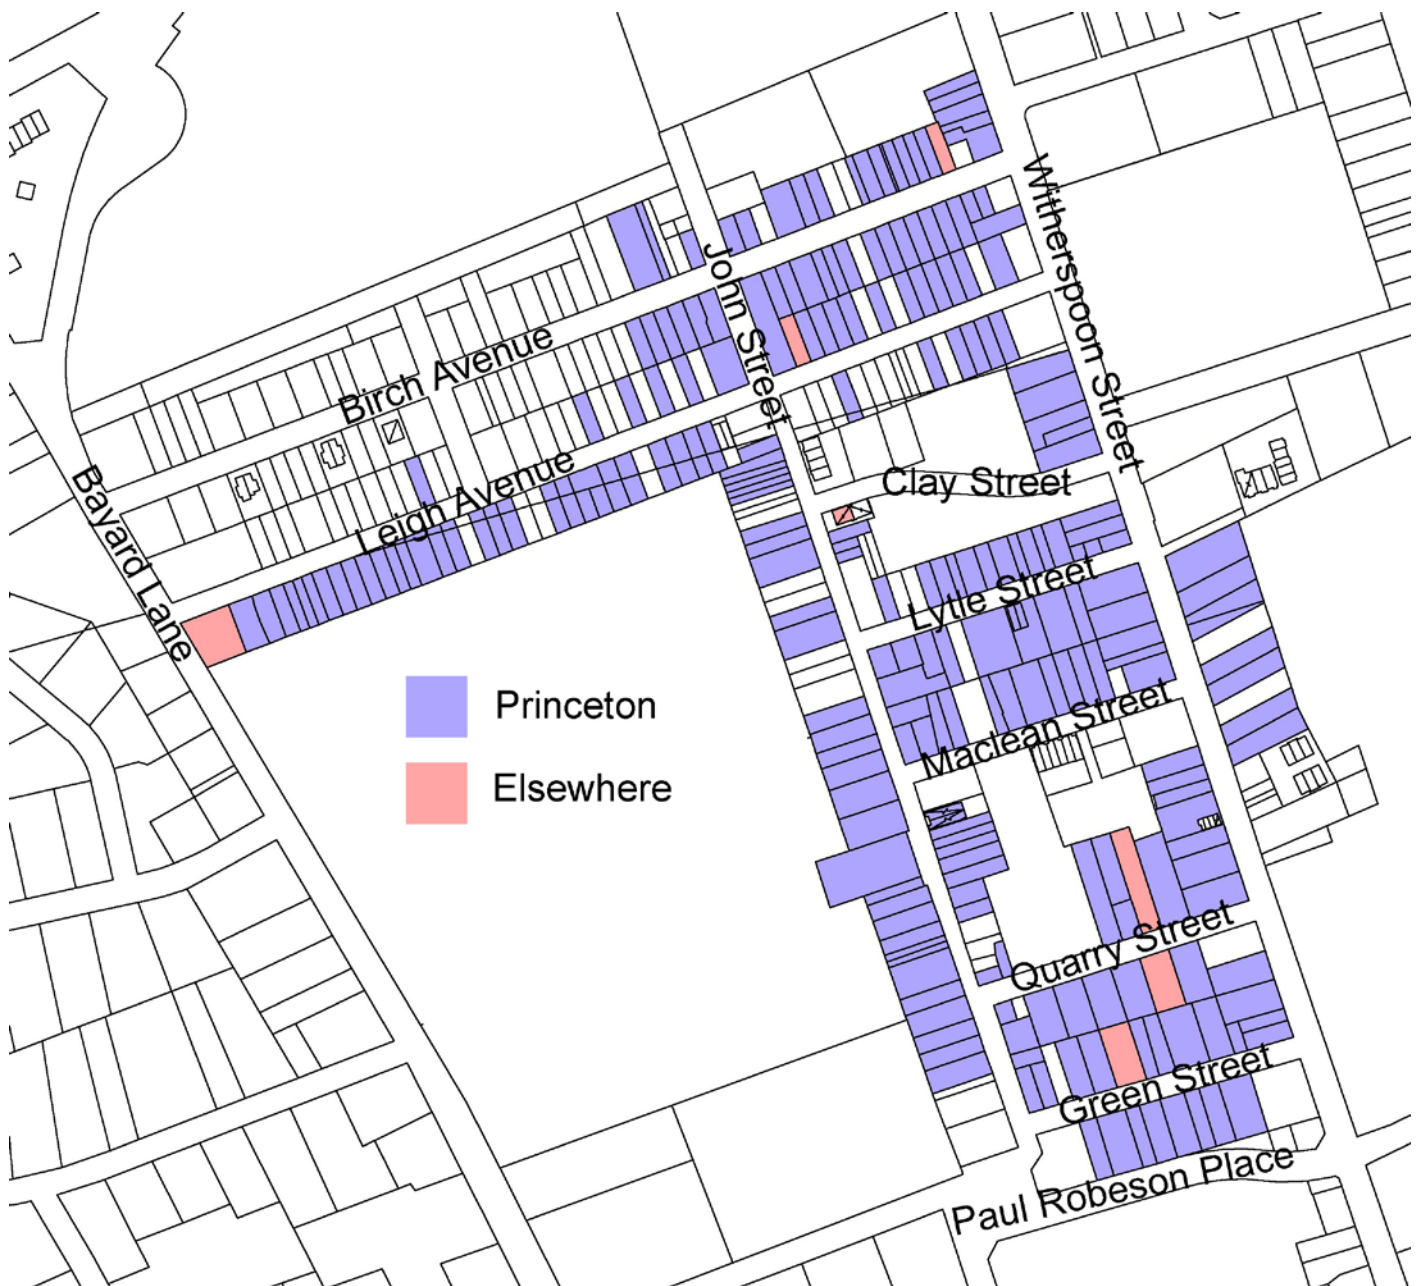 Witherspoon Street
John Street
Birch Avenue
Leigh Avenue
Clay Street
Bayard Lane
Lytle Street
Princeton
Maclean Street
Elsewhere
Quarry Street
Green Street
Paul Robeson Place